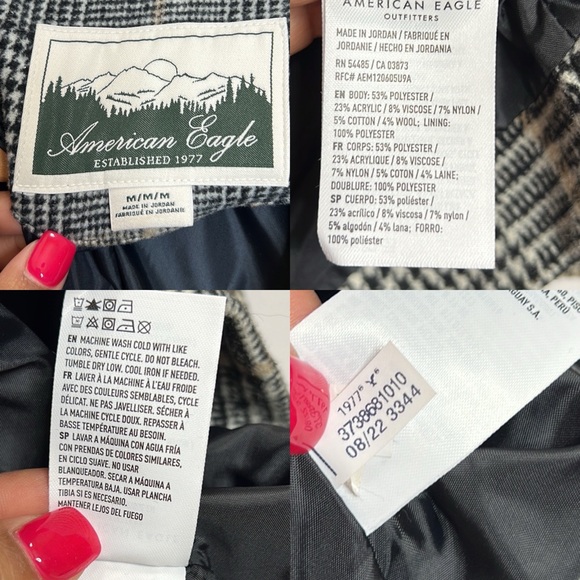 American Eagle
ESTABLISHED 1977
M/M/M
MADE IN JORDAN
FABRIQUÉ EN JORDANIE
AMERICAN EAGLE
OUTFITTERS
MADE IN JORDAN / FABRIQUÉ EN
JORDANIE / HECHO EN JORDANIA
RN 54485 / CA 03873
RFC# AEM120605U9A
EN BODY: 53% POLYESTER /
23% ACRYLIC / 8% VISCOSE / 7% NYLON /
5% COTTON / 4% WOOL; LINING:
100% POLYESTER
FR CORPS: 53% POLYESTER /
23% ACRYLIQUE / 8% VISCOSE /
7% NYLON / 5% COTON / 4% LAINE;
DOUBLURE: 100% POLYESTER
SP CUERPO: 53% poliéster /
23% acrílico / 8% viscosa / 7% nylon /
5% algodón / 4% lana; FORRO:
100% poliéster
EN MACHINE WASH COLD WITH LIKE
COLORS, GENTLE CYCLE. DO NOT BLEACH.
TUMBLE DRY LOW. COOL IRON IF NEEDED.
FR LAVER À LA MACHINE À L'EAU FROIDE
AVEC DES COULEURS SEMBLABLES, CYCLE
DÉLICAT. NE PAS JAVELLISER. SÉCHER À
LA MACHINE CYCLE DOUX. REPASSER À
BASSE TEMPÉRATURE AU BESOIN.
SP LAVAR A MÁQUINA CON AGUA FRÍA
CON PRENDAS DE COLORES SIMILARES,
EN CICLO SUAVE. NO USAR
BLANQUEADOR. SECAR A MÁQUINA A
TEMPERATURA BAJA. USAR PLANCHA
TIBIA SI ES NECESARIO.
MANTENER LEJOS DEL FUEGO
PERU
S.A.
1977
3738681010
08/22 3344